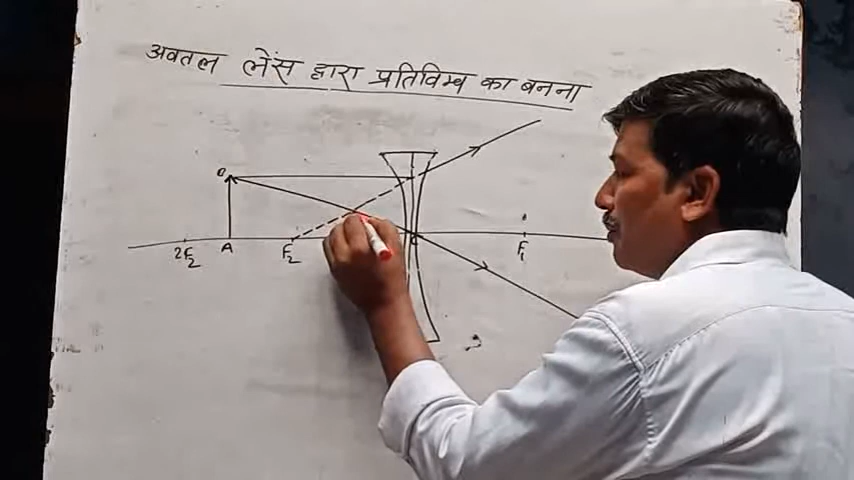 अवतल लेंस द्वारा प्रतिविम्ब का बनना
B
2F₂ A F₂ C F₁